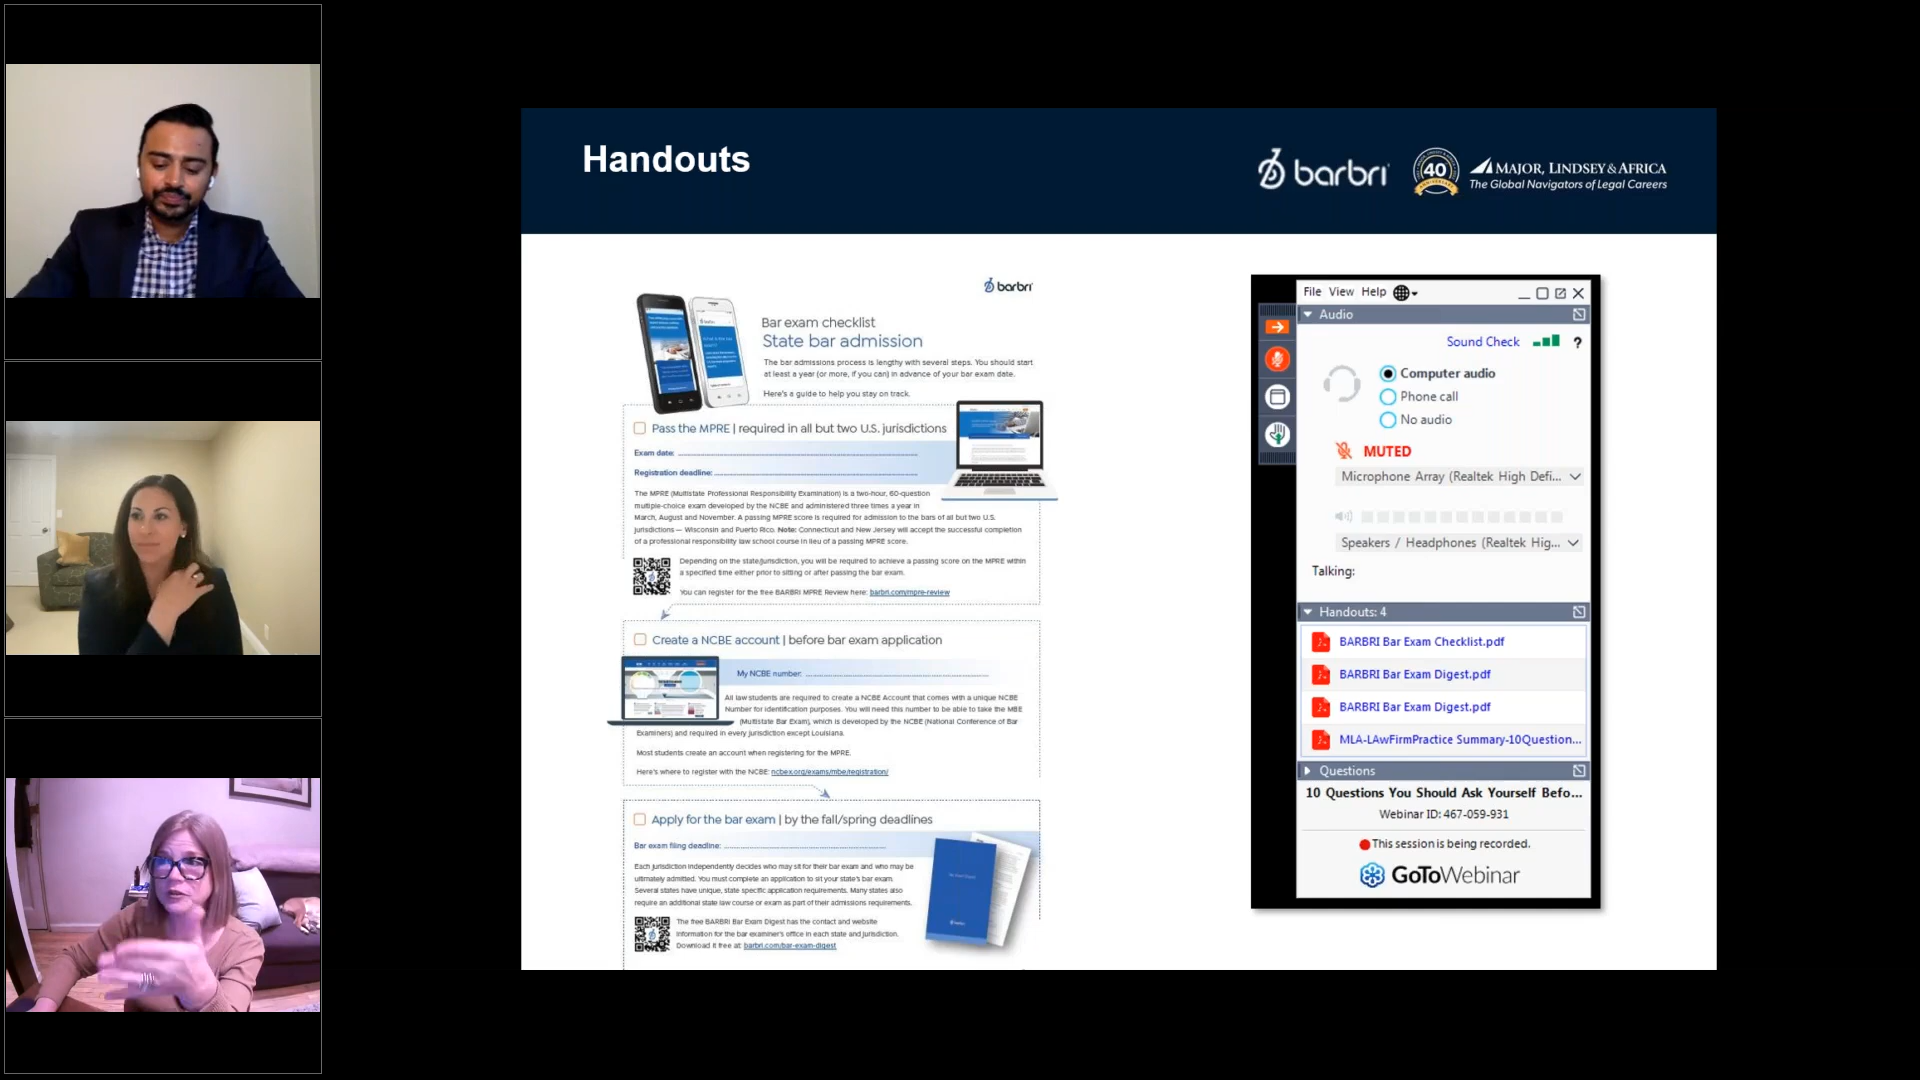 Handouts
barbri
40
MAJOR, LINDSEY & AFRICA
The Global Navigators of Legal Careers
barbri
Bar exam checklist
State bar admission
The bar admissions process is lengthy with several steps. You should start
at least a year (or more, if you can) in advance of your bar exam date.
Here's a guide to help you stay on track.
Pass the MPRE | required in all but two U.S. jurisdictions
Exam date:
Registration deadline:
The MPRE (Multistate Professional Responsibility Examination) is a two-hour, 60-question
multiple-choice exam developed by the NCBE and administered three times a year in
March, August and November. A passing MPRE score is required for admission to the bars of all but two U.S.
jurisdictions — Wisconsin and Puerto Rico. Note: Connecticut and New Jersey will accept the successful completion
of a professional responsibility law school course in lieu of a passing MPRE score.
Depending on the state/jurisdiction, you will be required to achieve a passing score on the MPRE within
a specified time either prior to sitting or after passing the bar exam.
You can register for the free BARBRI MPRE Review here: barbri.com/mpre-review
Create a NCBE account | before bar exam application
My NCBE number:
All law students are required to create a NCBE Account that comes with a unique NCBE
Number for identification purposes. You will need this number to be able to take the MBE
(Multistate Bar Exam), which is developed by the NCBE (National Conference of Bar
Examiners) and required in every jurisdiction except Louisiana.
Most students create an account when registering for the MPRE.
Here's where to register with the NCBE: ncbex.org/exams/mbe/registration/
Apply for the bar exam | by the fall/spring deadlines
Bar exam filing deadline:
Each jurisdiction independently decides who may sit for their bar exam and who may be
ultimately admitted. You must complete an application to sit your state's bar exam.
Several states have unique, state specific application requirements. Many states also
require an additional state law course or exam as part of their admissions requirements.
The free BARBRI Bar Exam Digest has the contact and website
information for the bar examiner's office in each state and jurisdiction.
Download it free at: barbri.com/bar-exam-digest
File View Help
Audio
Sound Check ?
Computer audio
Phone call
No audio
MUTED
Microphone Array (Realtek High Defi...
Speakers / Headphones (Realtek Hig...
Talking:
Handouts: 4
BARBRI Bar Exam Checklist.pdf
BARBRI Bar Exam Digest.pdf
BARBRI Bar Exam Digest.pdf
MLA-LAwFirmPractice Summary-10Question...
Questions
10 Questions You Should Ask Yourself Befo...
Webinar ID: 467-059-931
This session is being recorded.
GoToWebinar